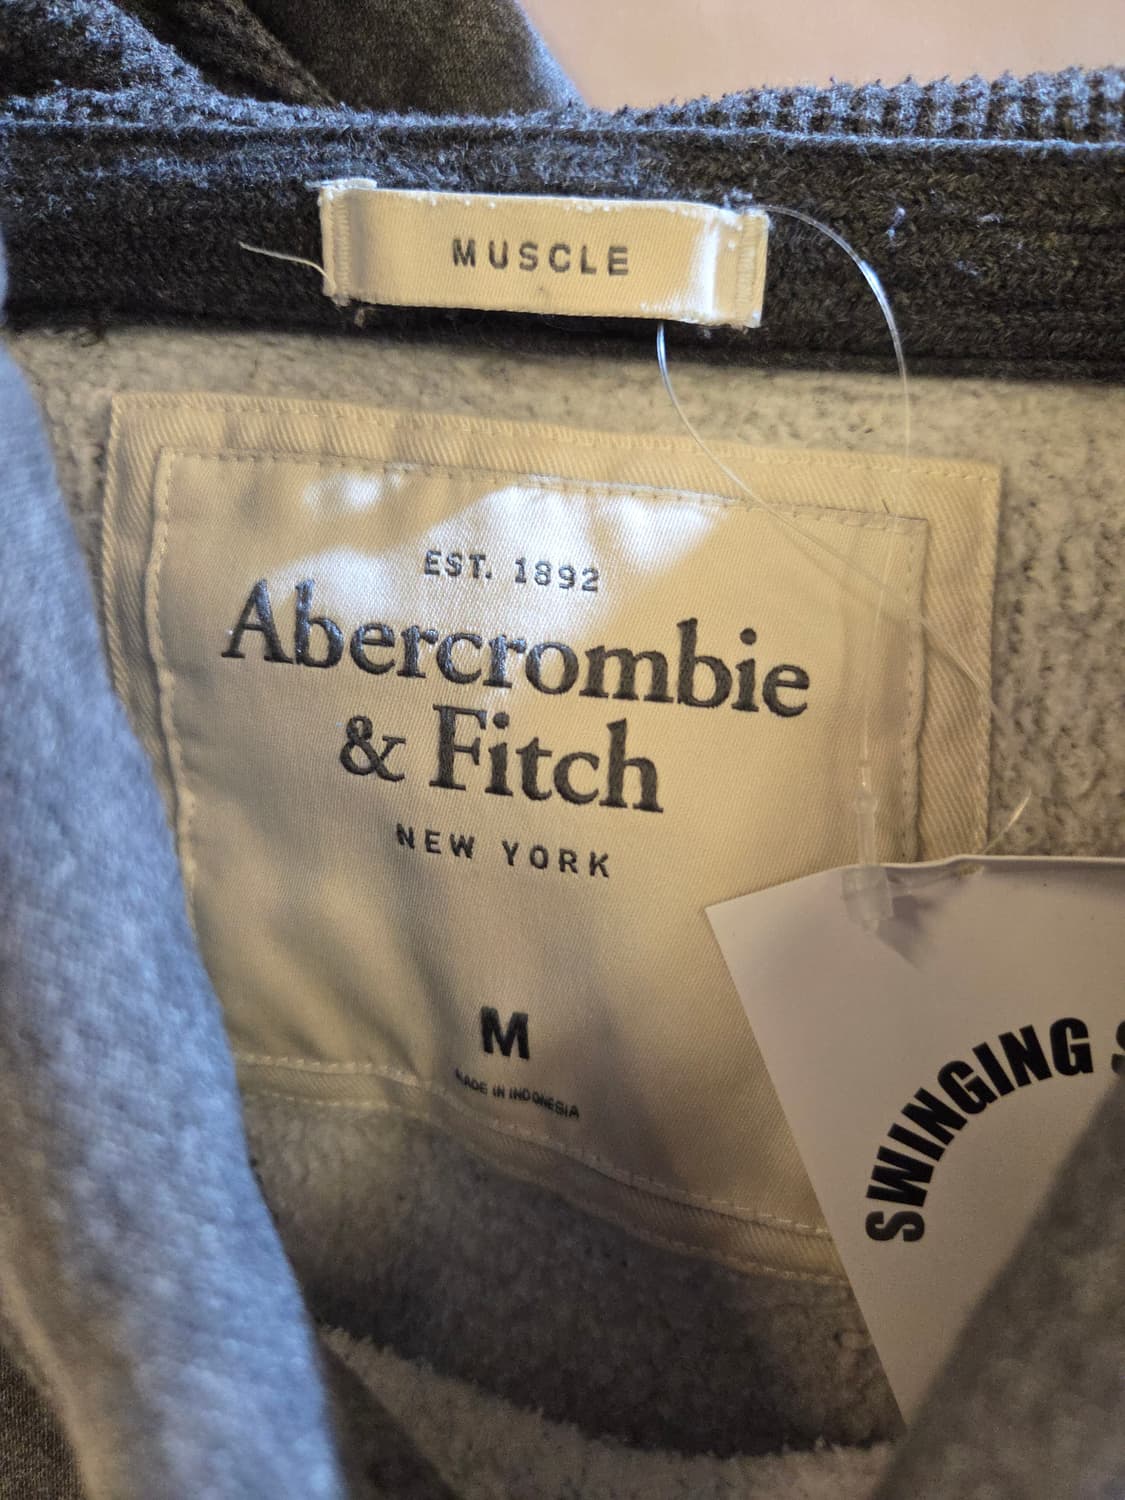 MUSCLE
EST. 1892
Abercrombie
& Fitch
NEW YORK
M
MADE IN INDONESIA
SWINGING